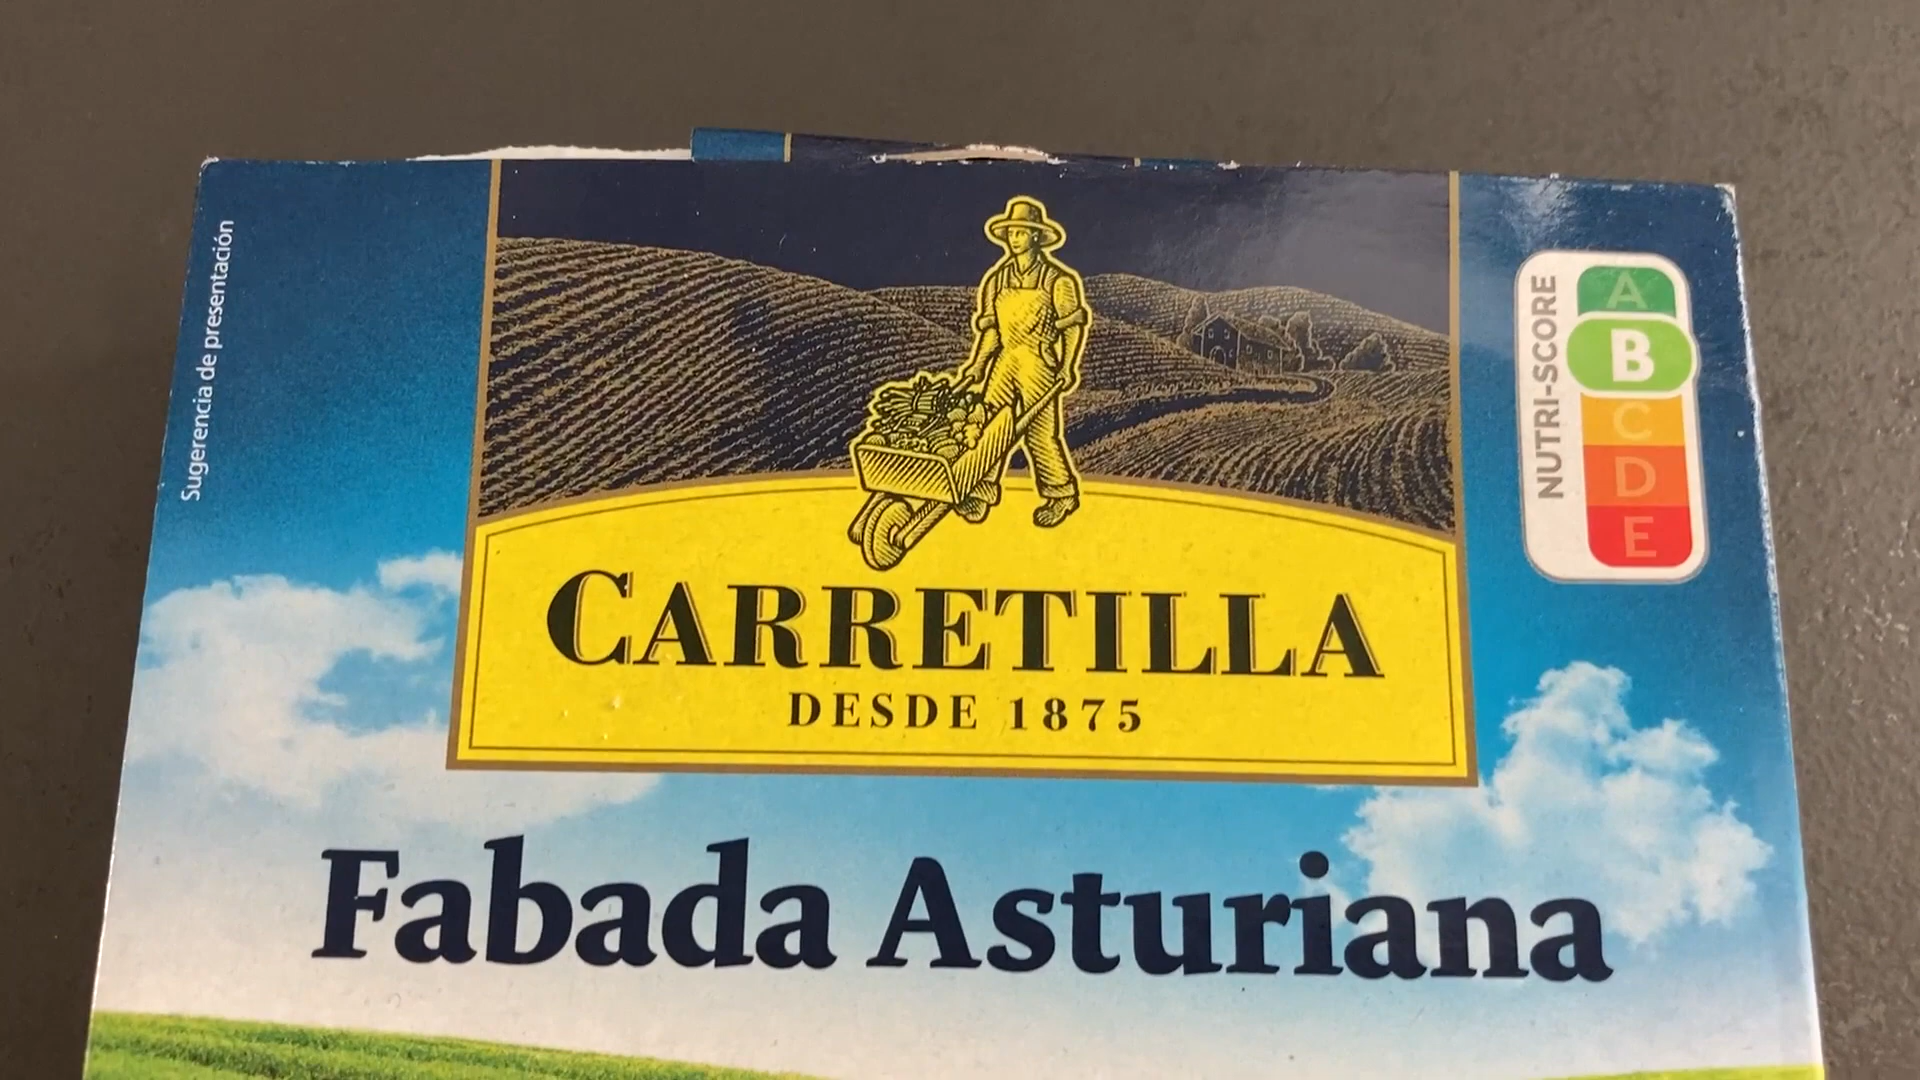 Sugerencia de presentación
CARRETILLA
DESDE 1875
NUTRI-SCORE
A
B
C
D
E
Fabada Asturiana